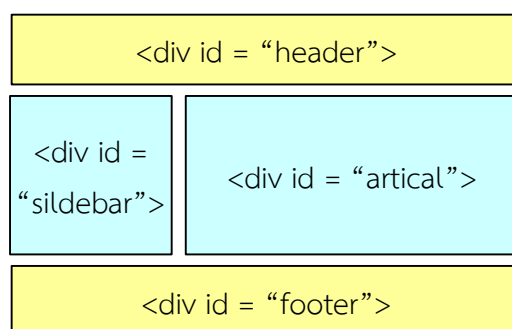 <div id = “header”>
<div id =
“sildebar”>
<div id = “artical”>
<div id = “footer”>